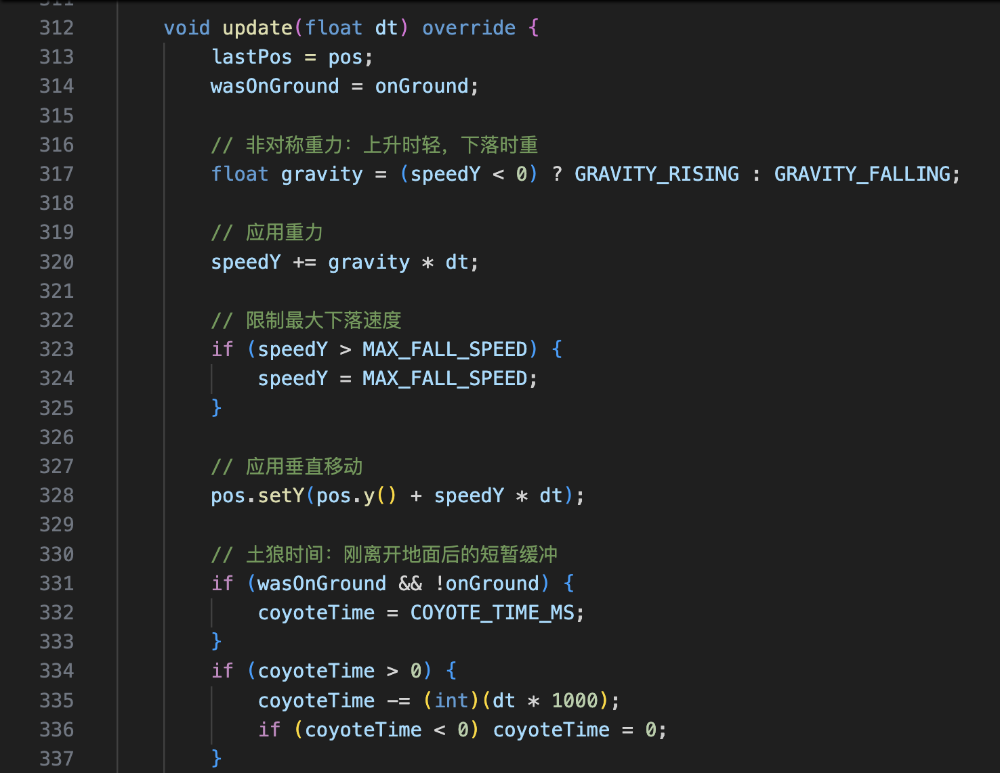 312 void update(float dt) override {
313 lastPos = pos;
314 wasOnGround = onGround;
315
316 // 非对称重力：上升时轻，下落时重
317 float gravity = (speedY < 0) ? GRAVITY_RISING : GRAVITY_FALLING;
318
319 // 应用重力
320 speedY += gravity * dt;
321
322 // 限制最大下落速度
323 if (speedY > MAX_FALL_SPEED) {
324 speedY = MAX_FALL_SPEED;
325 }
326
327 // 应用垂直移动
328 pos.setY(pos.y() + speedY * dt);
329
330 // 土狼时间：刚离开地面后的短暂缓冲
331 if (wasOnGround && !onGround) {
332 coyoteTime = COYOTE_TIME_MS;
333 }
334 if (coyoteTime > 0) {
335 coyoteTime -= (int)(dt * 1000);
336 if (coyoteTime < 0) coyoteTime = 0;
337 }